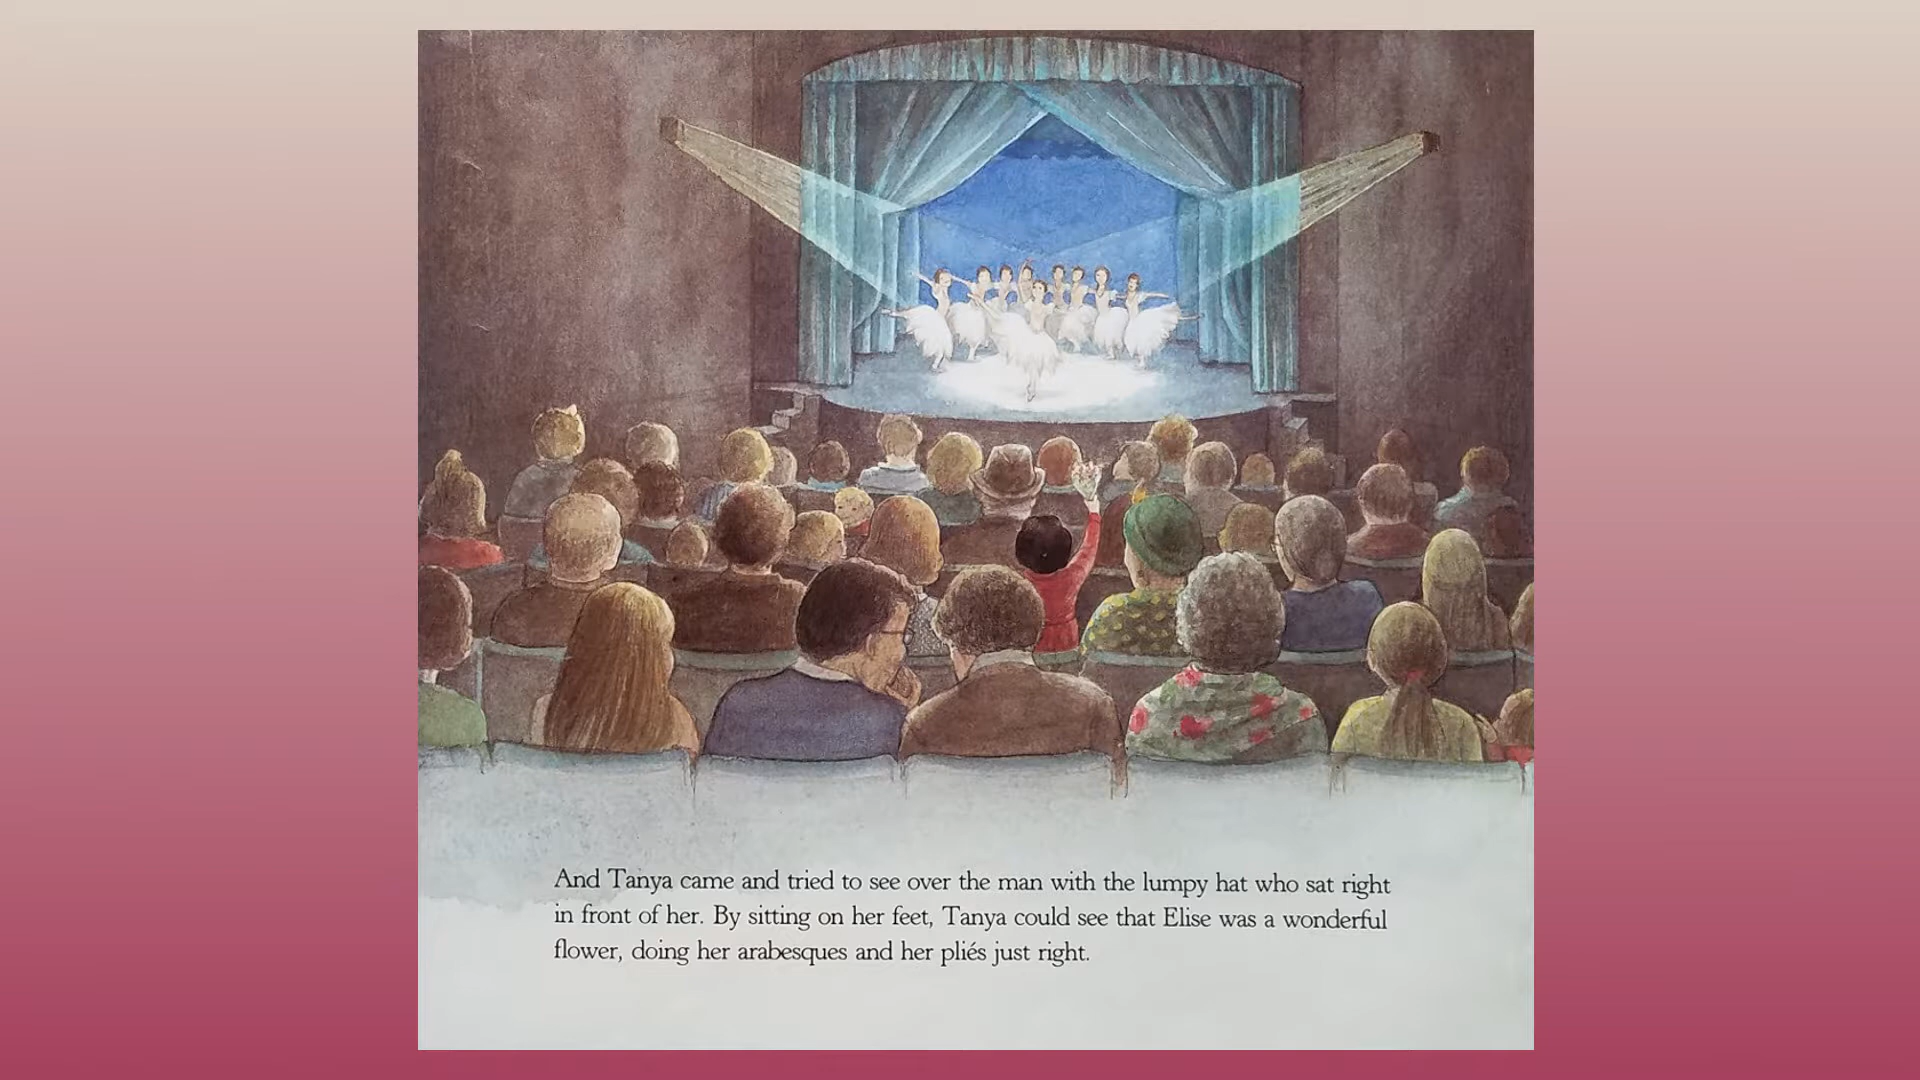 And Tanya came and tried to see over the man with the lumpy hat who sat right
in front of her. By sitting on her feet, Tanya could see that Elise was a wonderful
flower, doing her arabesques and her pliés just right.